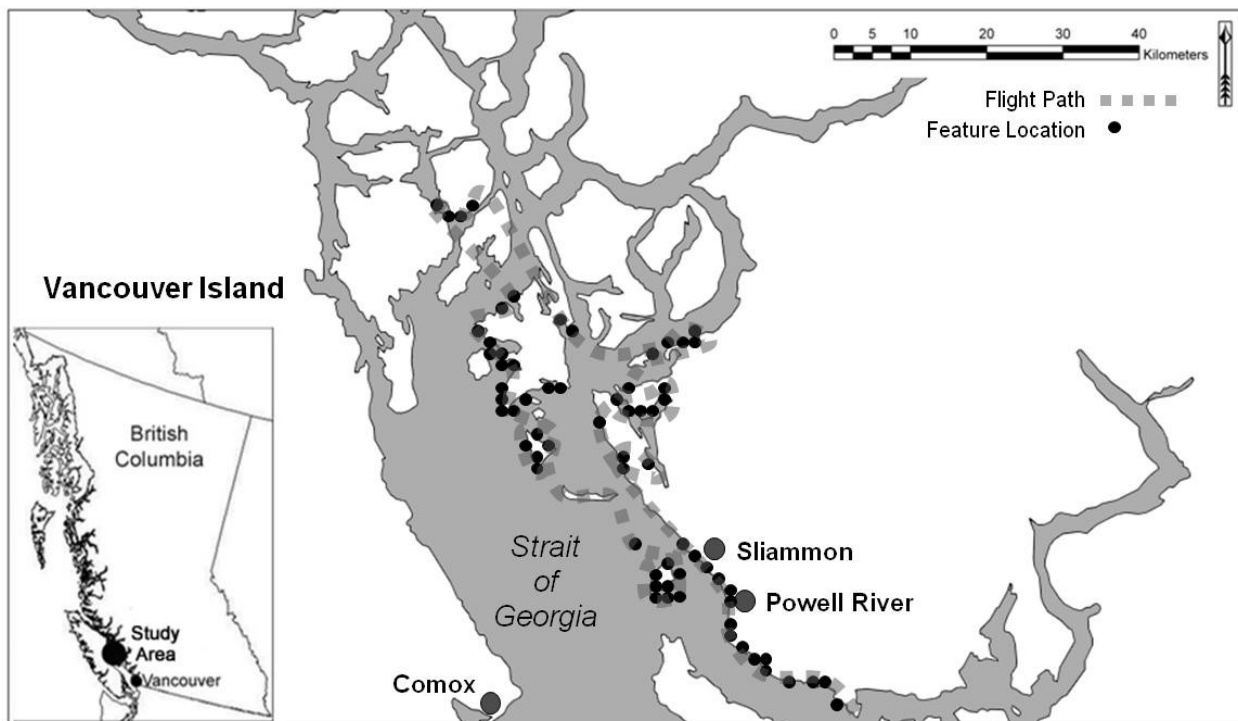 0 5 10 20 30 40
Kilometers
Flight Path
Feature Location
Vancouver Island
British
Columbia
Study
Area
Vancouver
Strait
of
Georgia
Sliammon
Powell River
Comox